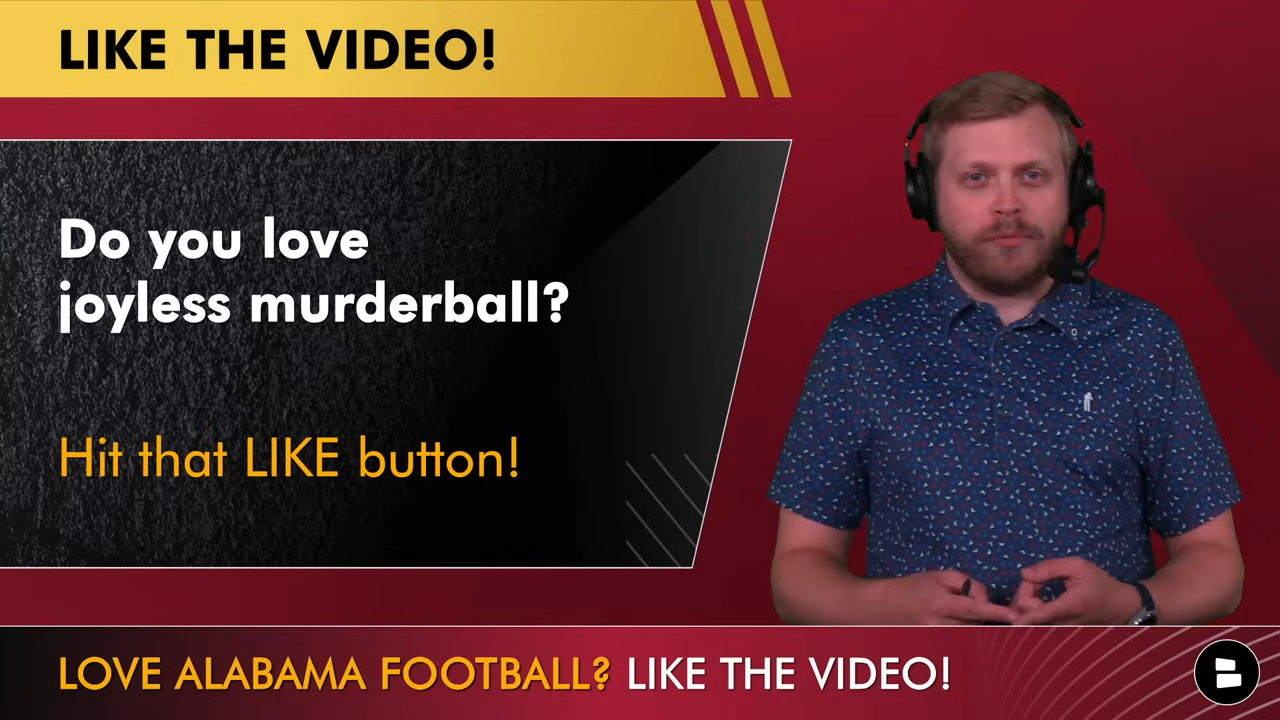 LIKE THE VIDEO!
Do you love
joyless murderball?
Hit that LIKE button!
LOVE ALABAMA FOOTBALL? LIKE THE VIDEO!